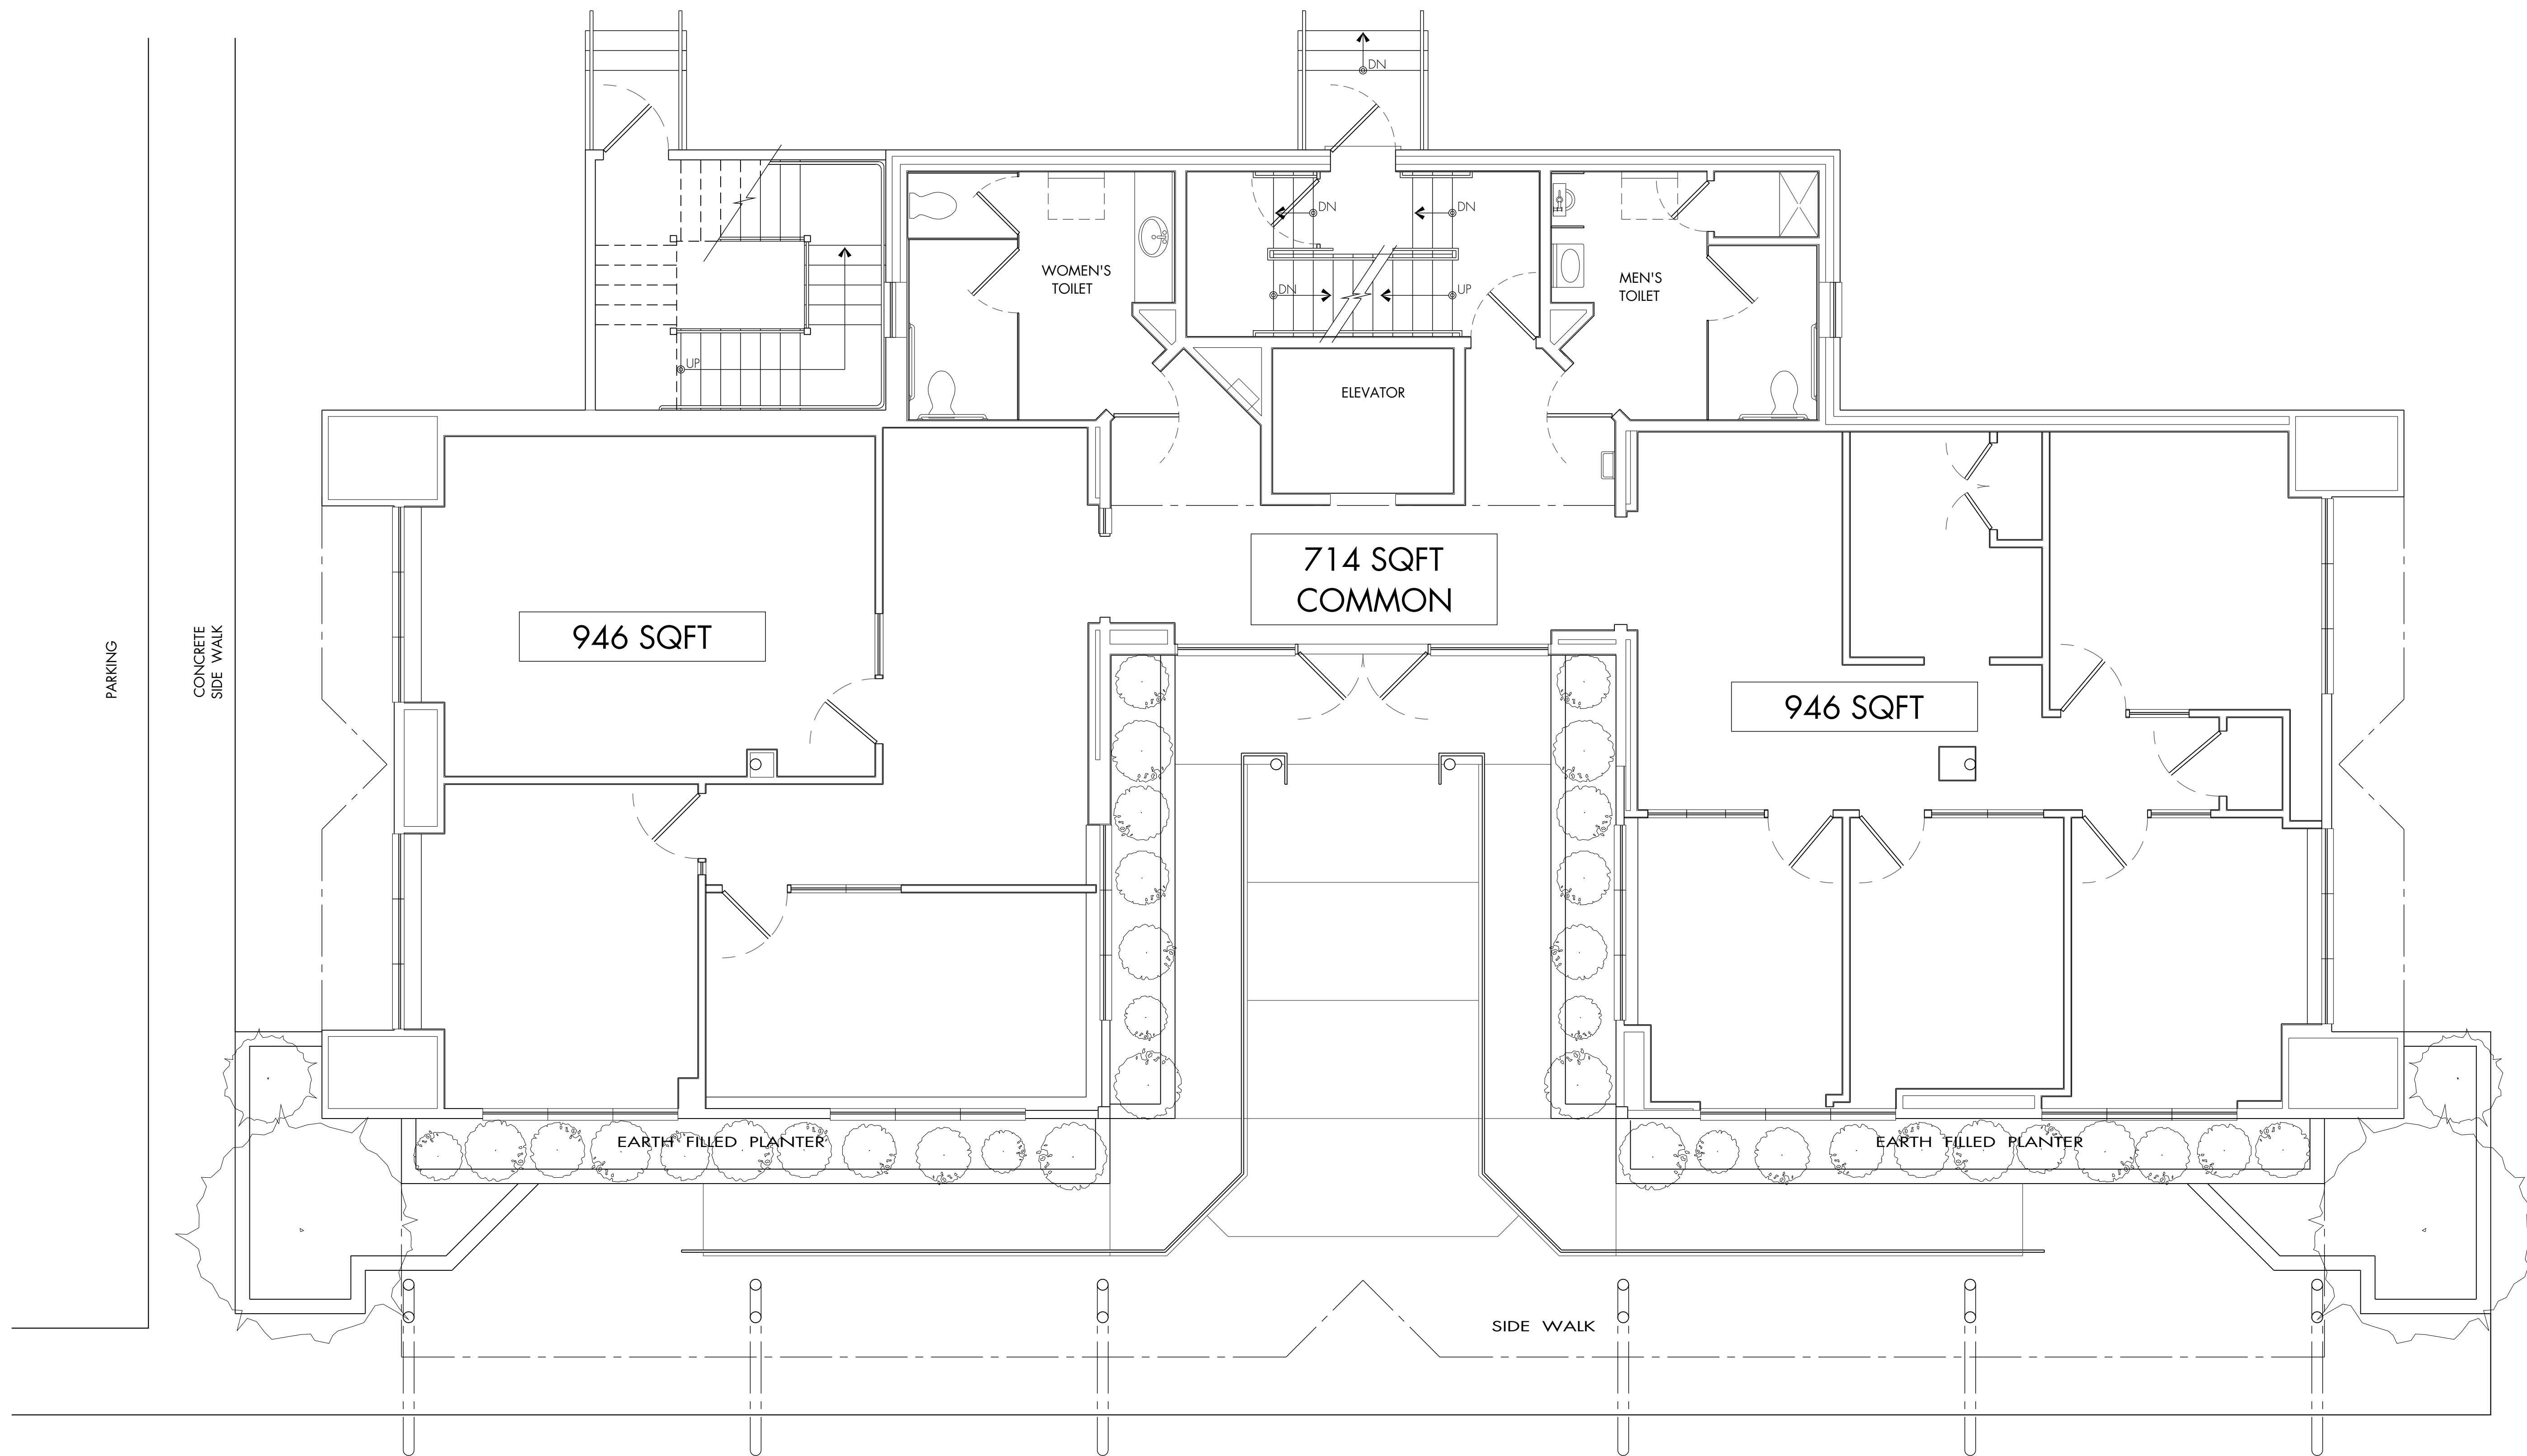 DN
DN
DN
WOMEN'S
TOILET
MEN'S
TOILET
DN
UP
UP
ELEVATOR
714 SQFT
COMMON
946 SQFT
PARKING
CONCRETE
SIDE WALK
946 SQFT
EARTH FILLED PLANTER
EARTH FILLED PLANTER
SIDE WALK